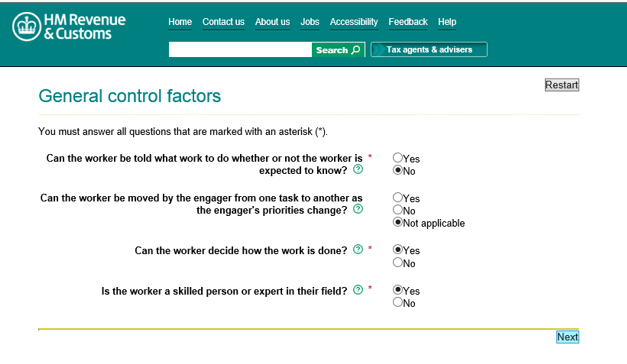 HM Revenue
& Customs
Home Contact us About us Jobs Accessibility Feedback Help
Search
Tax agents & advisers
Restart
General control factors
You must answer all questions that are marked with an asterisk (*).
Can the worker be told what work to do whether or not the worker is *
expected to know? ?
Yes
No
Can the worker be moved by the engager from one task to another as
the engager's priorities change? ?
Yes
No
Not applicable
Can the worker decide how the work is done? ? *
Yes
No
Is the worker a skilled person or expert in their field? ? *
Yes
No
Next